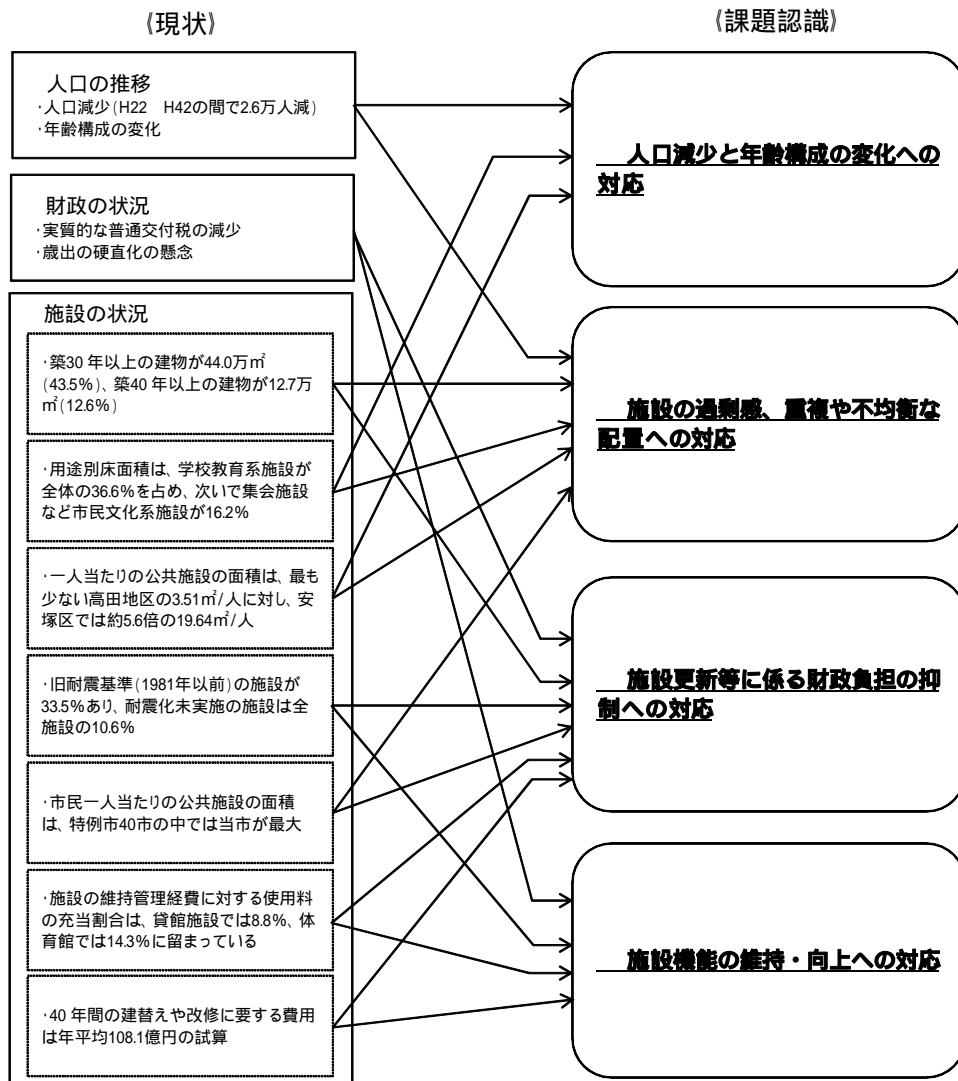 《現状》
《課題認識》
人口の推移
・人口減少(H22　H42の間で2.6万人減)
・年齢構成の変化
財政の状況
・実質的な普通交付税の減少
・歳出の硬直化の懸念
施設の状況
・築30 年以上の建物が44.0万㎡
(43.5%)、築40 年以上の建物が12.7万
㎡(12.6%)
・用途別床面積は、学校教育系施設が
全体の36.6%を占め、次いで集会施設
など市民文化系施設が16.2%
・一人当たりの公共施設の面積は、最も
少ない高田地区の3.51㎡/人に対し、安
塚区では約5.6倍の19.64㎡/人
・旧耐震基準(1981年以前)の施設が
33.5%あり、耐震化未実施の施設は全
施設の10.6%
・市民一人当たりの公共施設の面積
は、特例市40市の中では当市が最大
・施設の維持管理経費に対する使用料
の充当割合は、貸館施設では8.8%、体
育館では14.3%に留まっている
・40 年間の建替えや改修に要する費用
は年平均108.1億円の試算
人口減少と年齢構成の変化への
対応
施設の過剰感、重複や不均衡な
配置への対応
施設更新等に係る財政負担の抑
制への対応
施設機能の維持・向上への対応